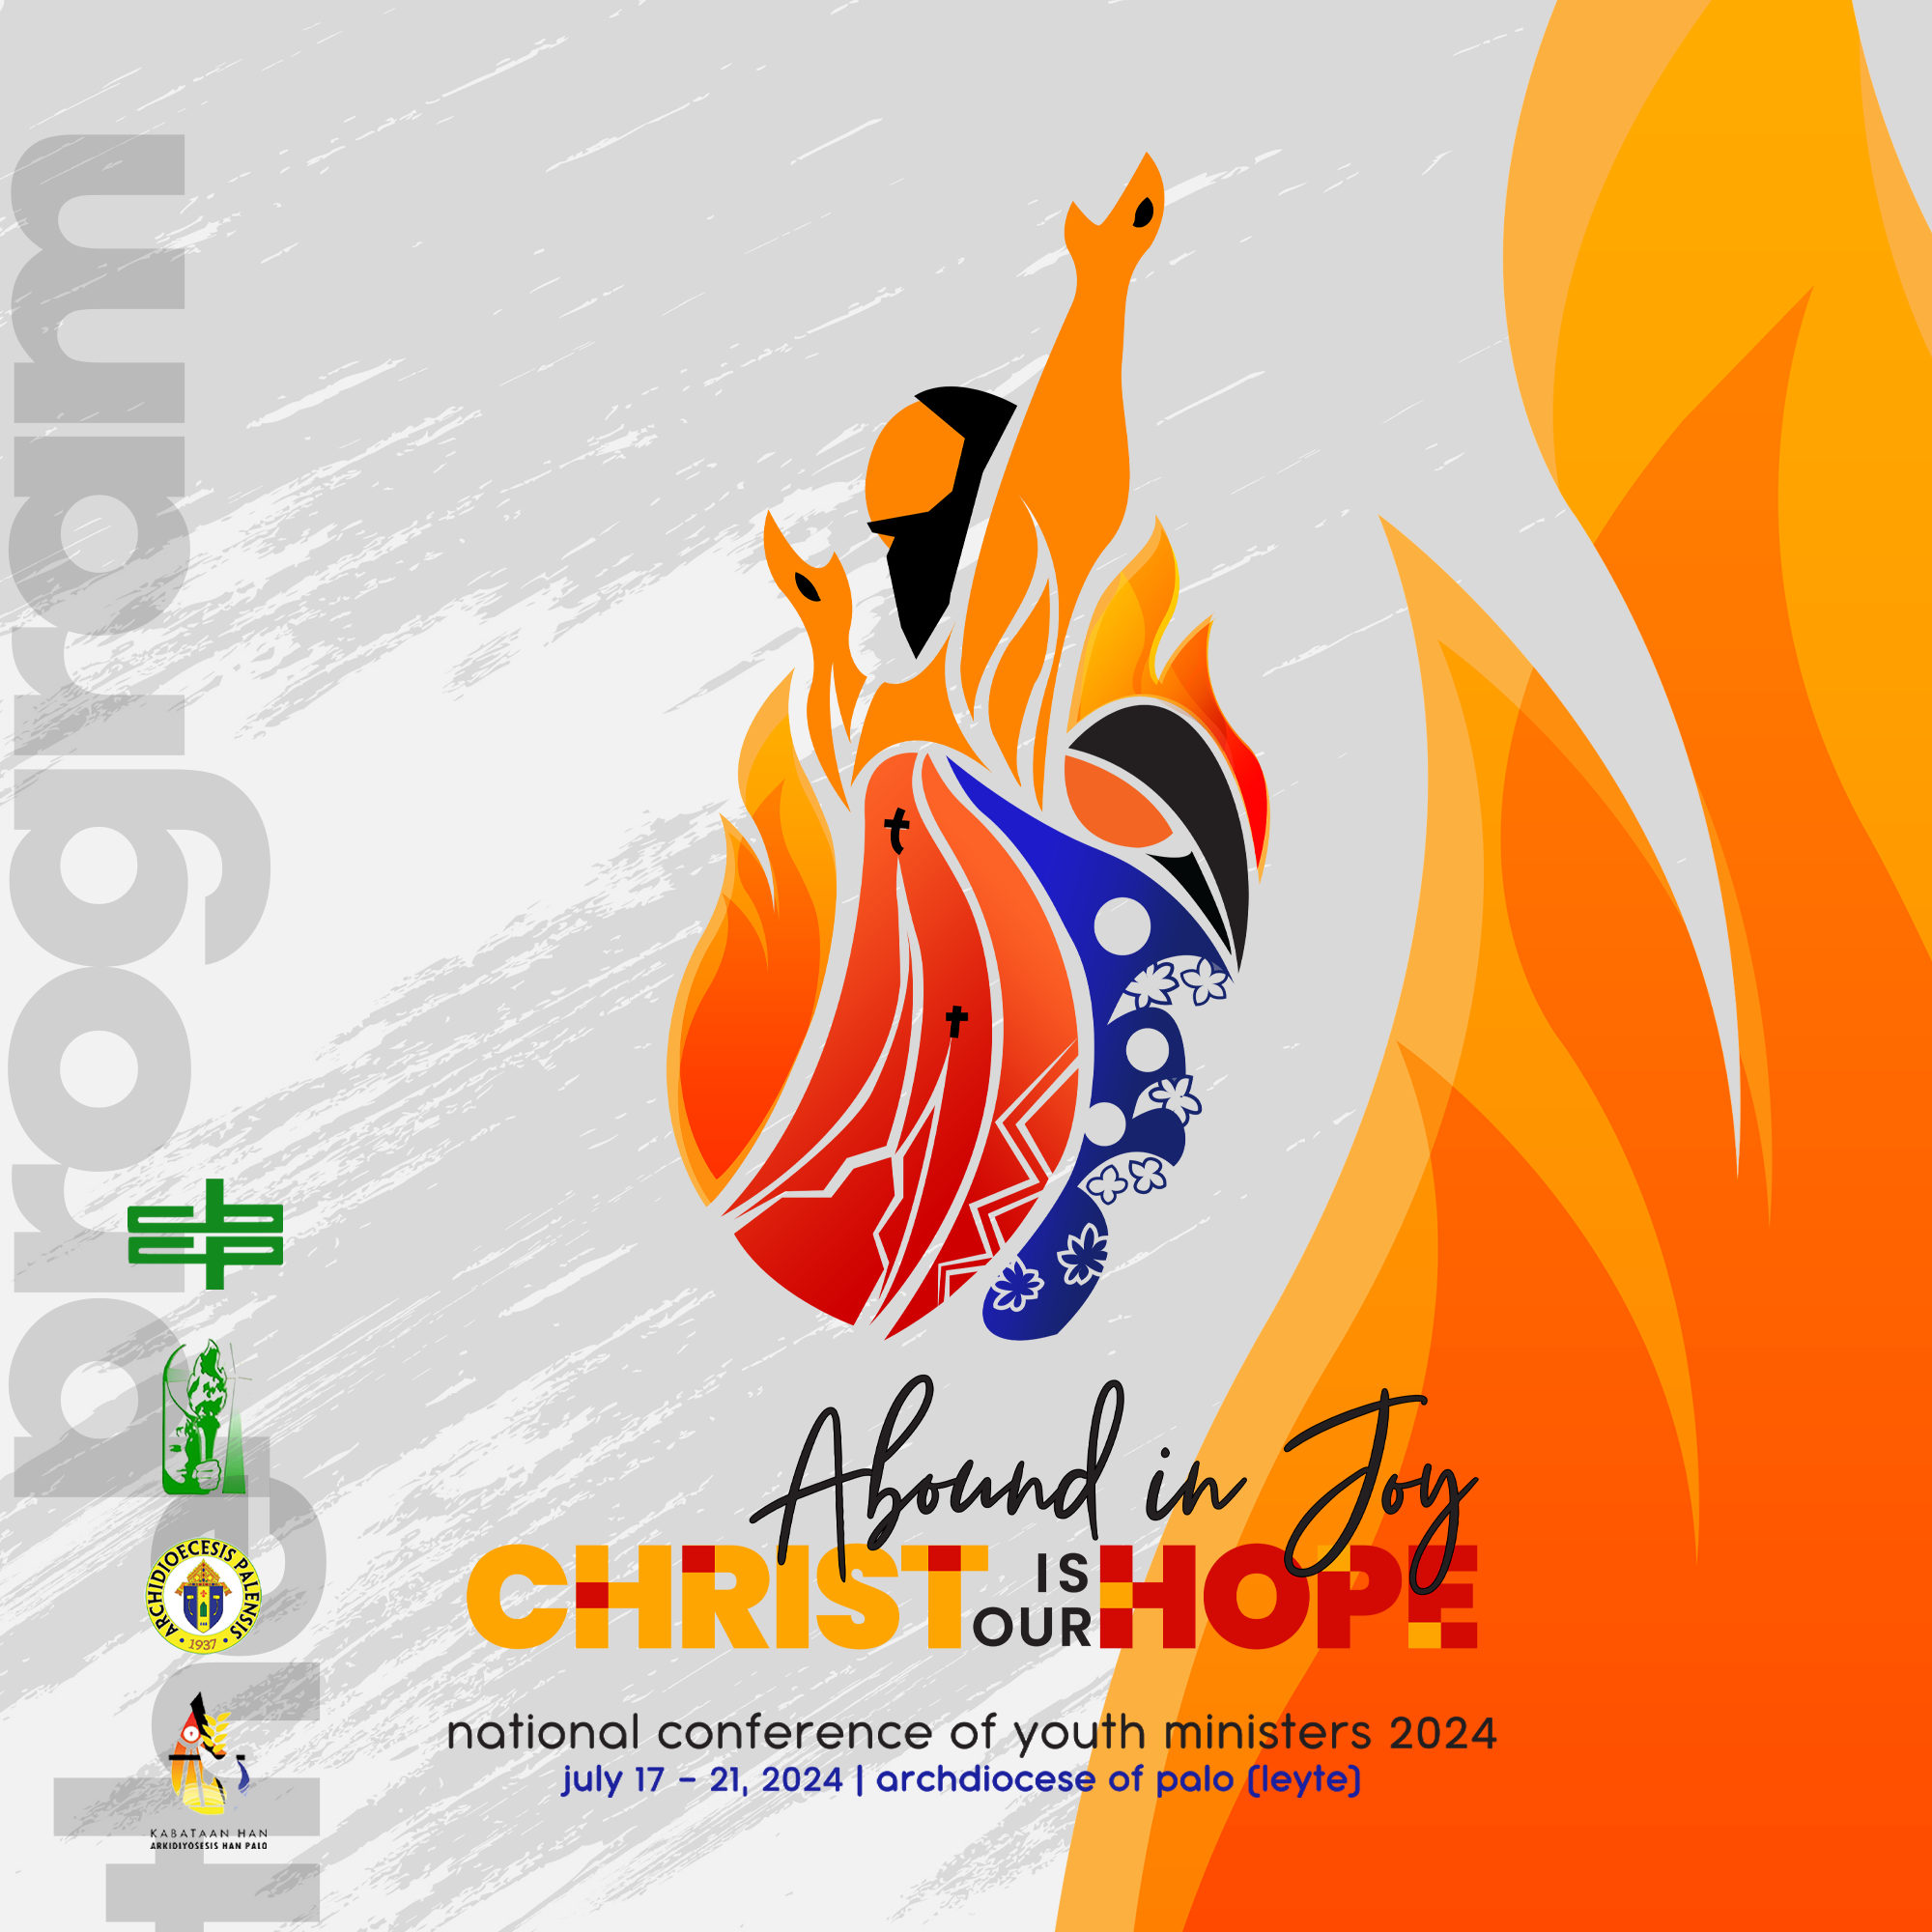 the program
Abound in Joy
CHRIST IS OUR HOPE
national conference of youth ministers 2024
july 17 – 21, 2024 | archdiocese of palo (leyte)
ARCHIDIOECESIS PALENSIS
• 1937 •
KABATAAN HAN
ARKIDIYOSESIS HAN PALO